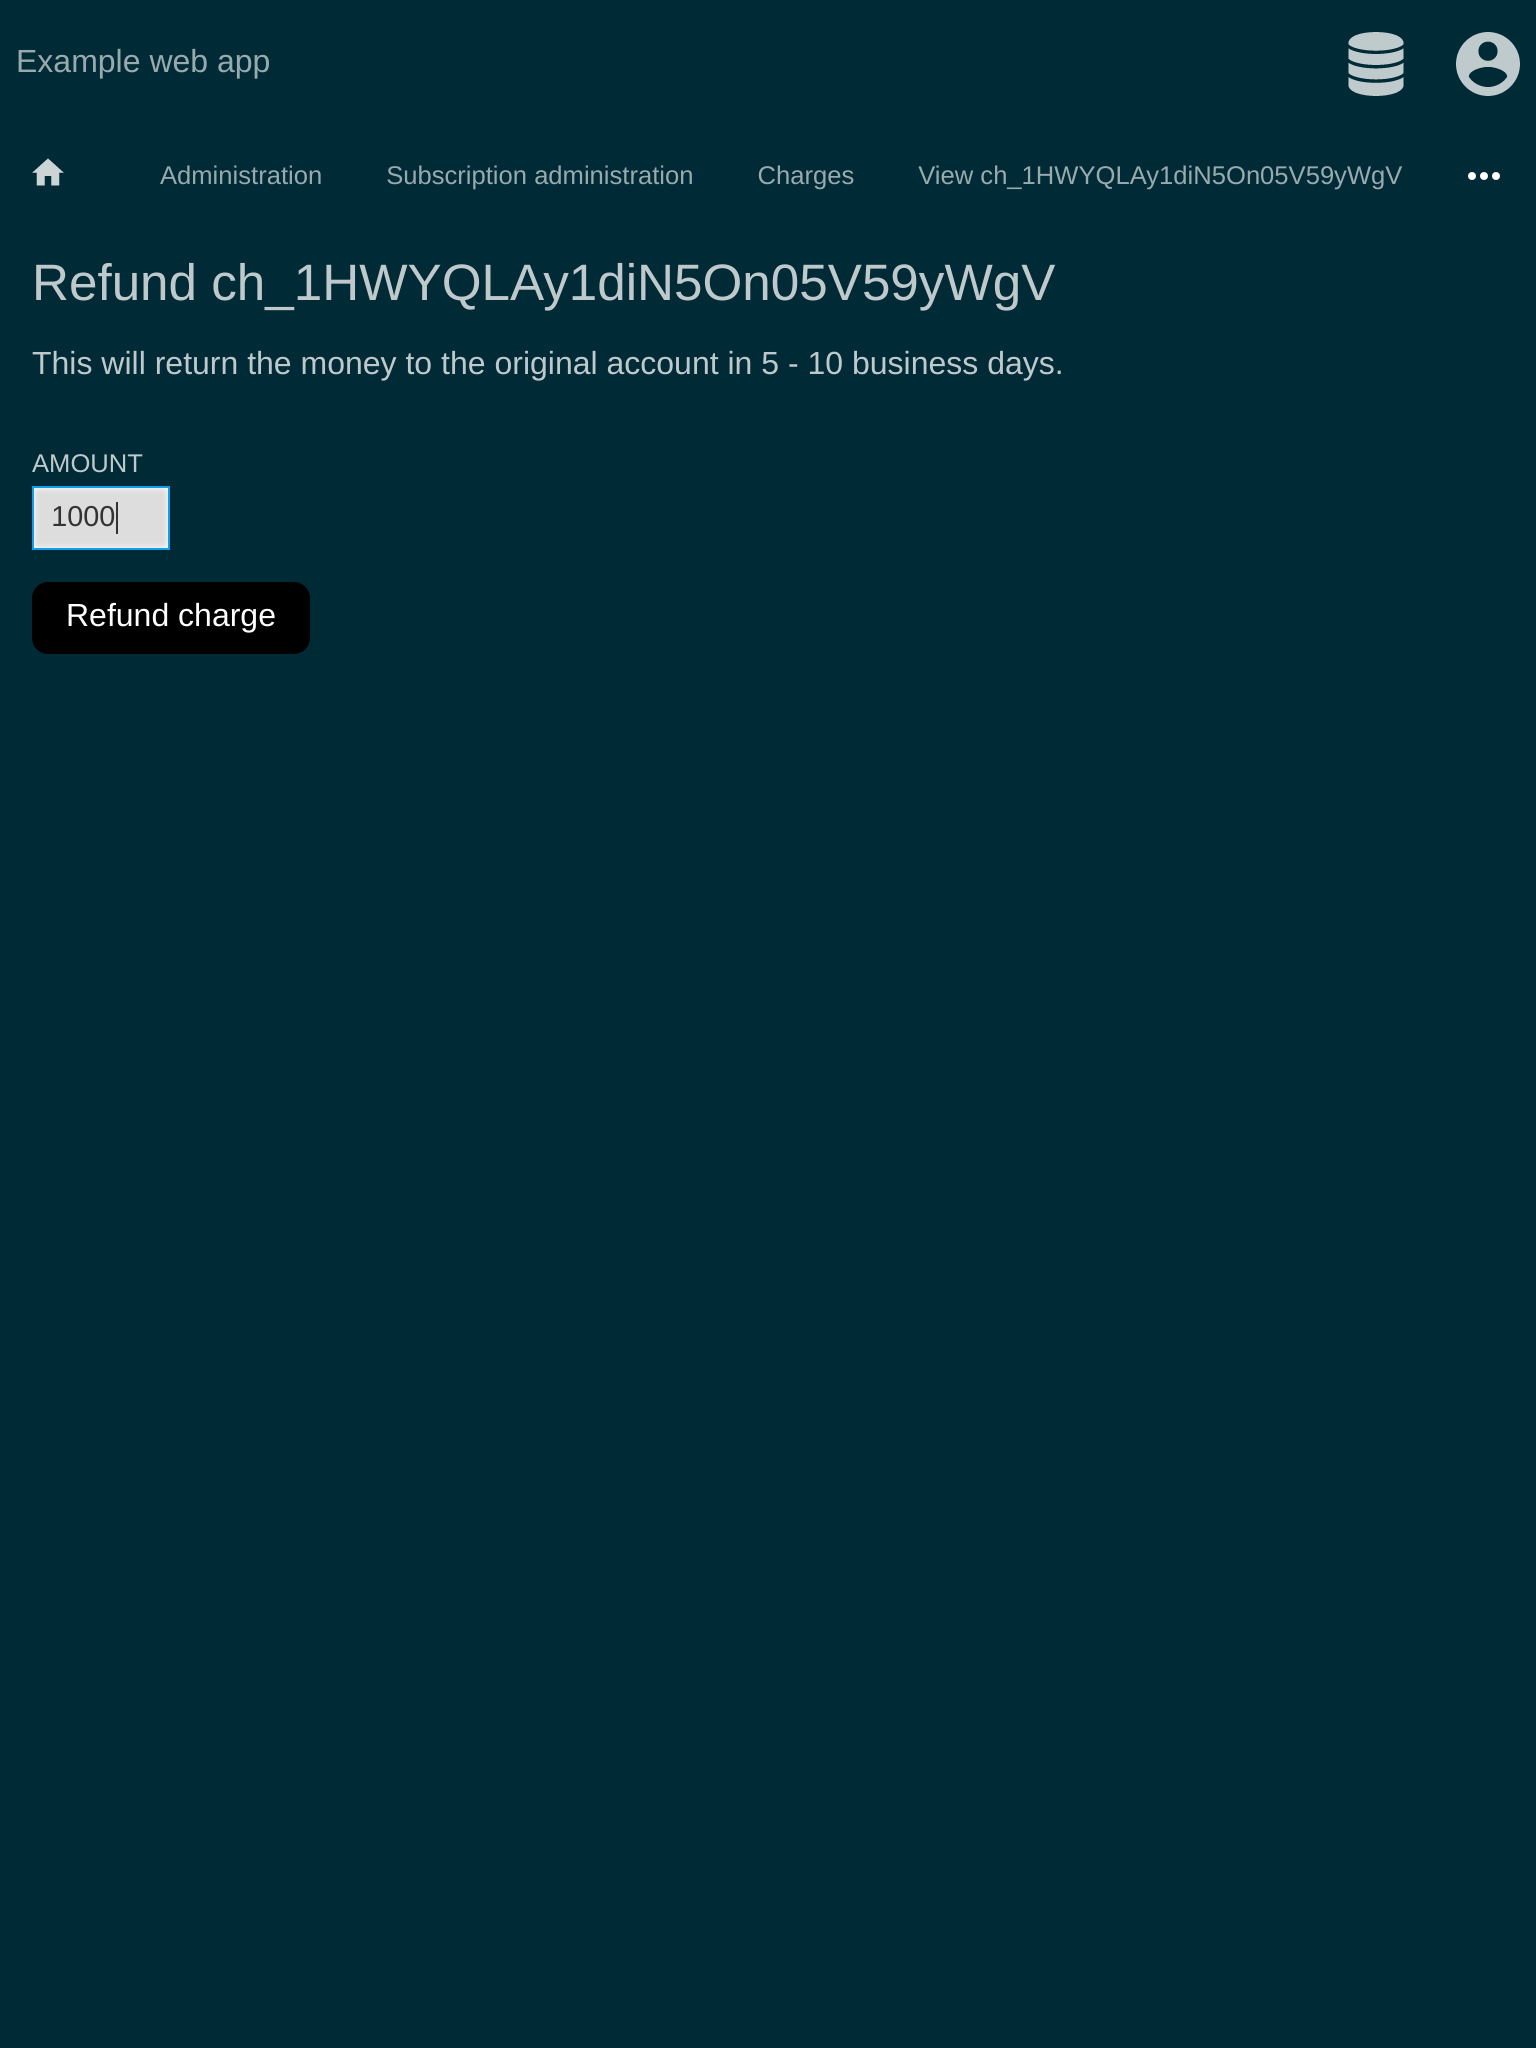 Example web app
Administration Subscription administration Charges View ch_1HWYQLAy1diN5On05V59yWgV
Refund ch_1HWYQLAy1diN5On05V59yWgV
This will return the money to the original account in 5 - 10 business days.
AMOUNT
1000
Refund charge